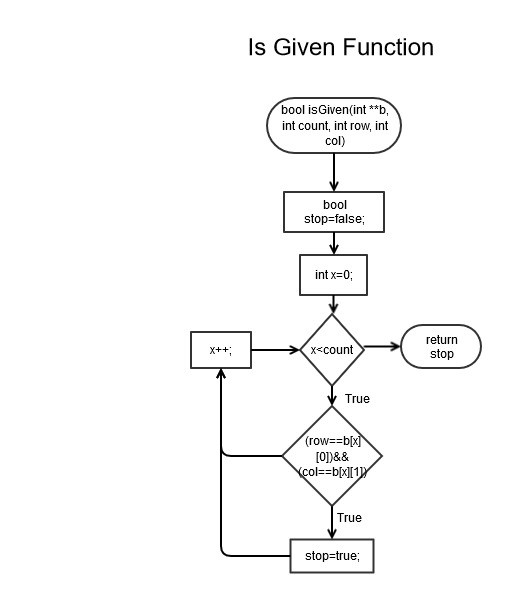 Is Given Function
bool isGiven(int **b,
int count, int row, int
col)
bool
stop=false;
int x=0;
x++;
x<count
return
stop
True
(row==b[x]
[0])&&
(col==b[x][1])
True
stop=true;